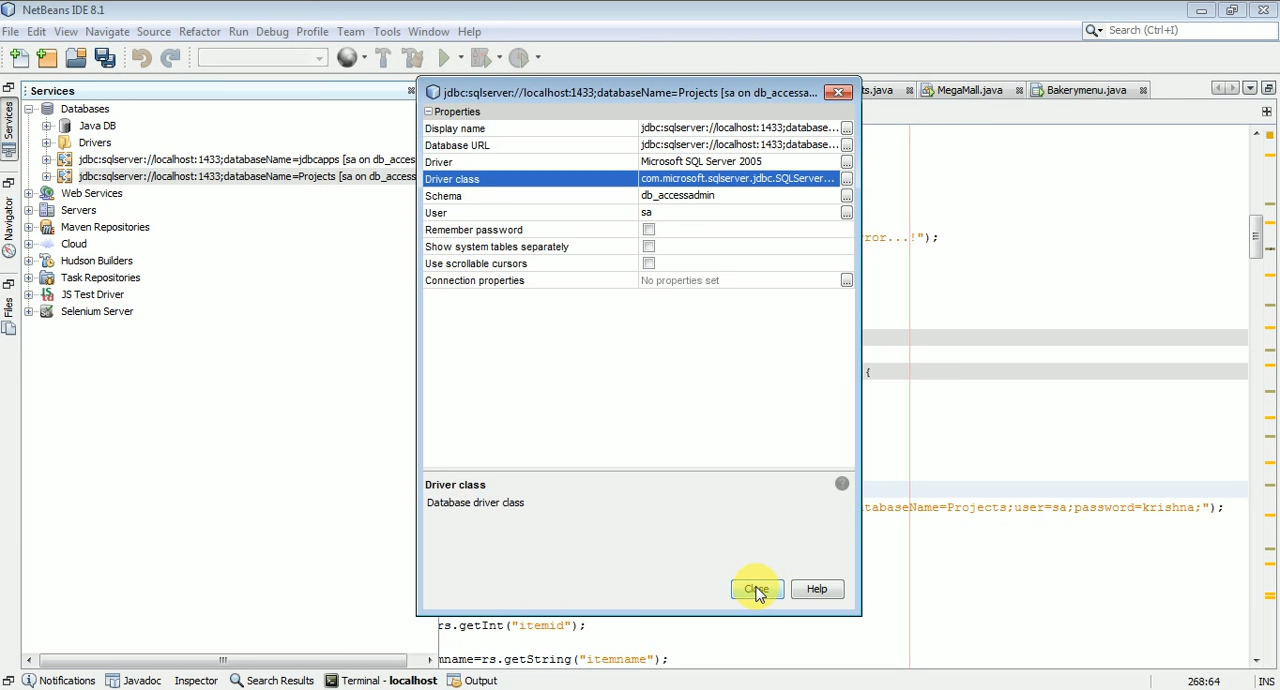 NetBeans IDE 8.1
File Edit View Navigate Source Refactor Run Debug Profile Team Tools Window Help
Search (Ctrl+I)
Services
Databases
Java DB
Drivers
jdbc:sqlserver://localhost:1433;databaseName=jdbcapps [sa on db_acces
jdbc:sqlserver://localhost:1433;databaseName=Projects [sa on db_access
Web Services
Servers
Maven Repositories
Cloud
Hudson Builders
Task Repositories
JS Test Driver
Selenium Server
Services
Navigator
Files
jdbc:sqlserver://localhost:1433;databaseName=Projects [sa on db_accessa...
Properties
Display name jdbc:sqlserver://localhost:1433;database... ...
Database URL jdbc:sqlserver://localhost:1433;database... ...
Driver Microsoft SQL Server 2005 ...
Driver class com.microsoft.sqlserver.jdbc.SQLServer... ...
Schema db_accessadmin ...
User sa ...
Remember password
Show system tables separately
Use scrollable cursors
Connection properties No properties set ...
Driver class
Database driver class
Close Help
ts.java MegaMall.java Bakerymenu.java
ror...!");
{
tabaseName=Projects;user=sa;password=krishna;");
rs.getInt("itemid");
mname=rs.getString("itemname");
Notifications Javadoc Inspector Search Results Terminal - localhost Output
268:64 INS